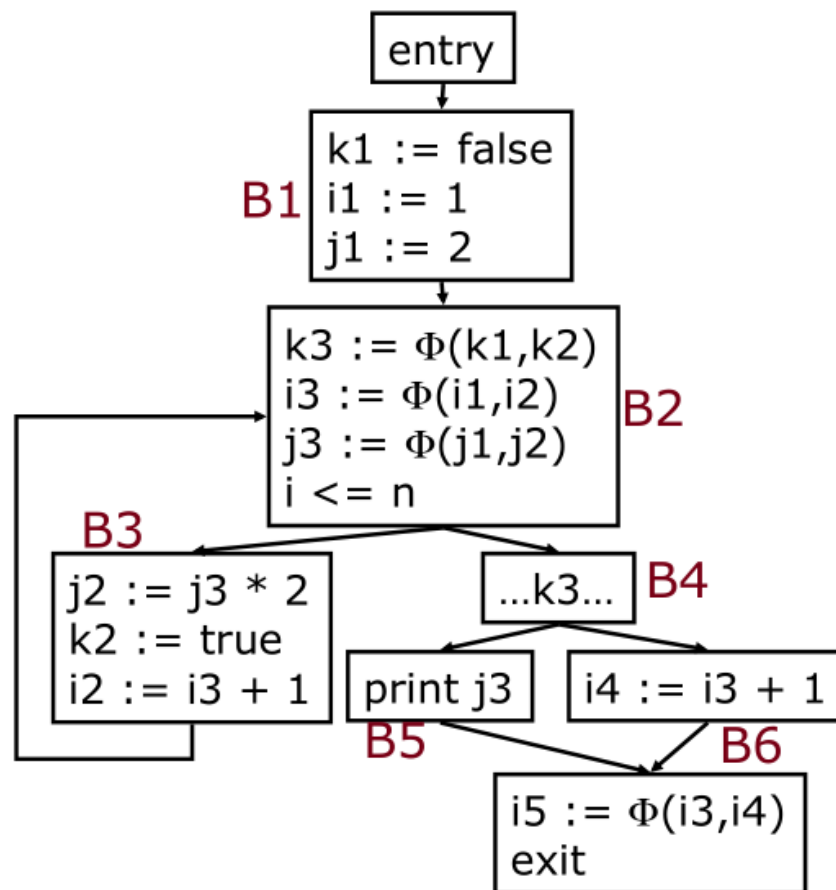 entry
B1
k1 := false
i1 := 1
j1 := 2
k3 := Φ(k1,k2)
i3 := Φ(i1,i2)
j3 := Φ(j1,j2)
i <= n
B2
B3
j2 := j3 * 2
k2 := true
i2 := i3 + 1
...k3...
B4
print j3
B5
i4 := i3 + 1
B6
i5 := Φ(i3,i4)
exit